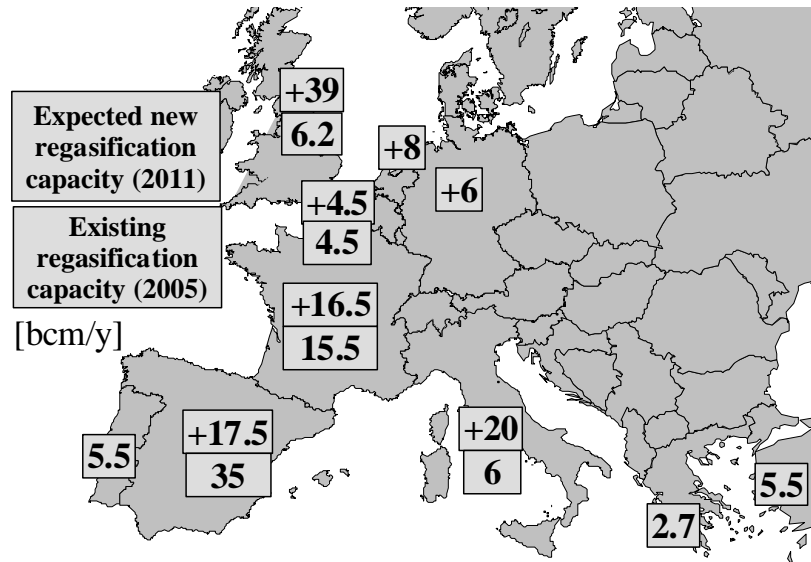 +39
6.2
Expected new
regasification
capacity (2011)
+8
+6
+4.5
4.5
Existing
regasification
capacity (2005)
+16.5
15.5
[bcm/y]
+17.5
35
5.5
+20
6
5.5
2.7